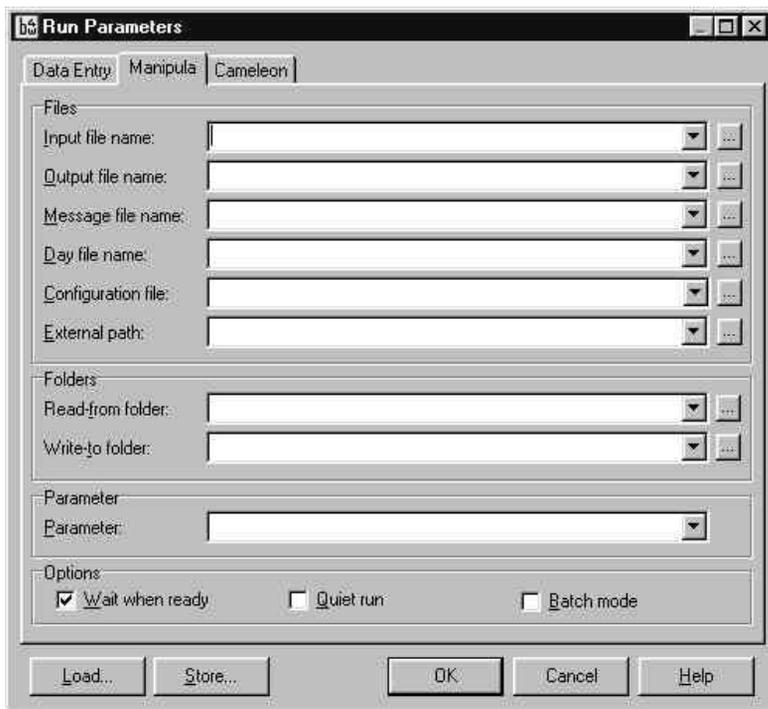 Run Parameters
Data Entry Manipula Cameleon
Files
Input file name:
Output file name:
Message file name:
Day file name:
Configuration file:
External path:
Folders
Read-from folder:
Write-to folder:
Parameter
Parameter:
Options
Wait when ready Quiet run Batch mode
Load... Store... OK Cancel Help